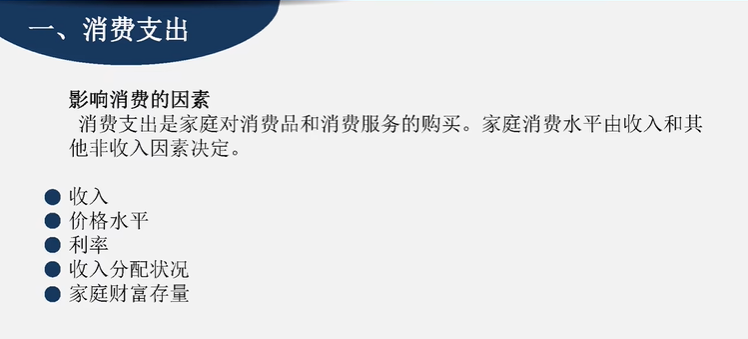 一、消费支出
影响消费的因素
消费支出是家庭对消费品和消费服务的购买。家庭消费水平由收入和其
他非收入因素决定。
收入
价格水平
利率
收入分配状况
家庭财富存量